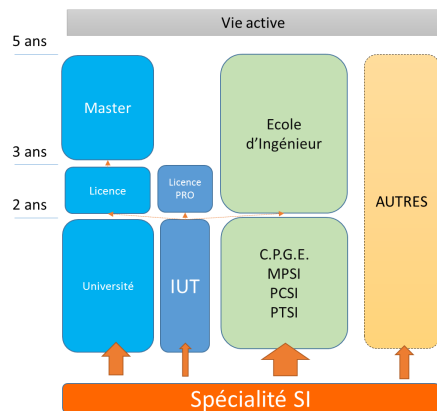 Vie active
5 ans
Master
Ecole
d'Ingénieur
3 ans
Licence
Licence
PRO
2 ans
AUTRES
Université
IUT
C.P.G.E.
MPSI
PCSI
PTSI
Spécialité SI